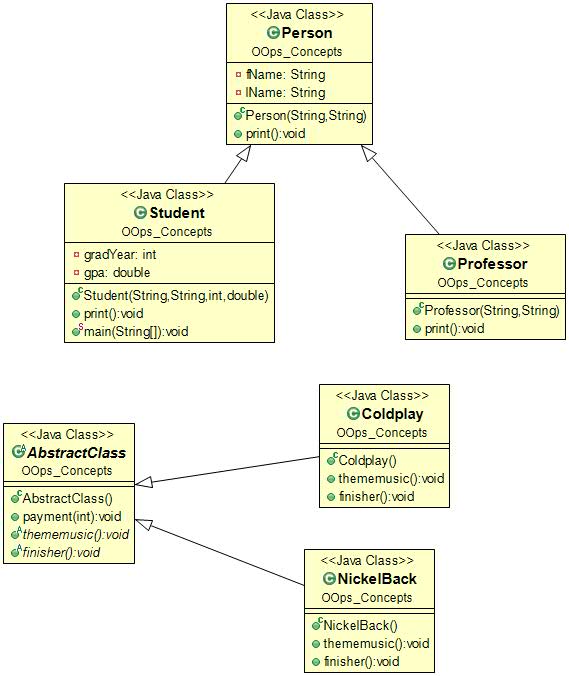 <<Java Class>>
Person
OOps_Concepts
fName: String
lName: String
Person(String,String)
print():void
<<Java Class>>
Student
OOps_Concepts
gradYear: int
gpa: double
Student(String,String,int,double)
print():void
main(String[]):void
<<Java Class>>
Professor
OOps_Concepts
Professor(String,String)
print():void
<<Java Class>>
AbstractClass
OOps_Concepts
AbstractClass()
payment(int):void
thememusic():void
finisher():void
<<Java Class>>
Coldplay
OOps_Concepts
Coldplay()
thememusic():void
finisher():void
<<Java Class>>
NickelBack
OOps_Concepts
NickelBack()
thememusic():void
finisher():void